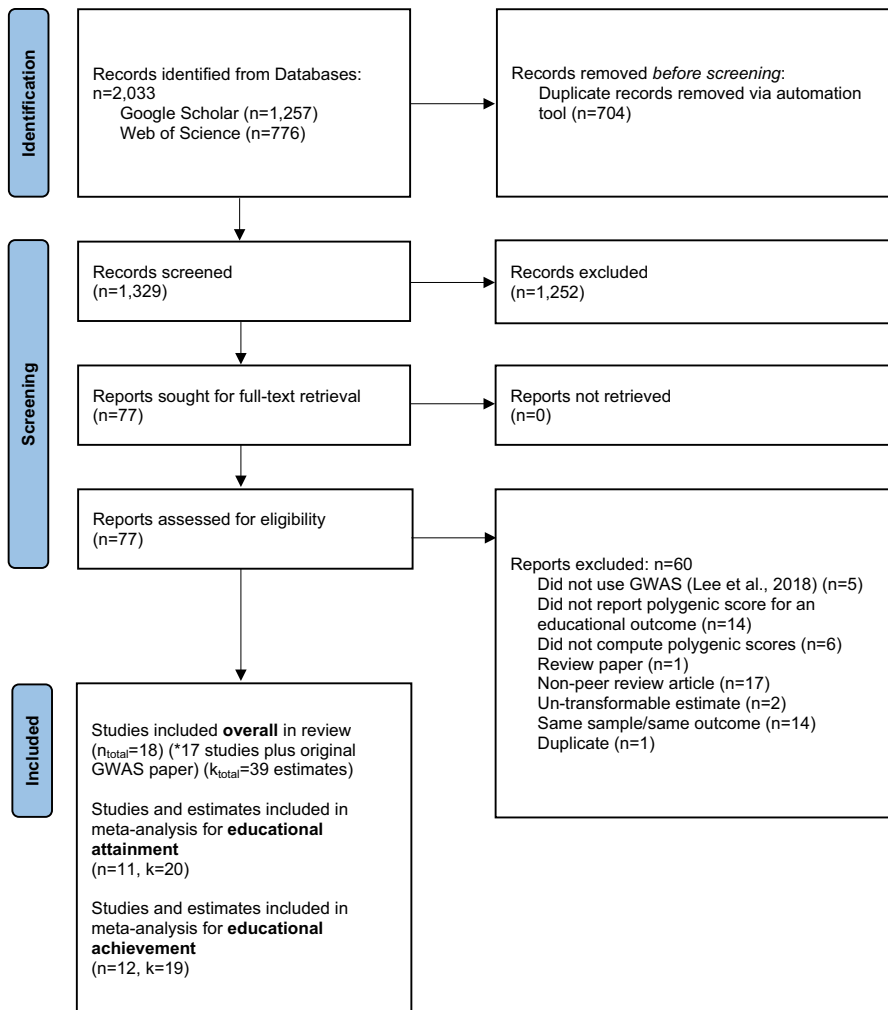 Identification
Records identified from Databases:
n=2,033
Google Scholar (n=1,257)
Web of Science (n=776)
Records removed before screening:
Duplicate records removed via automation
tool (n=704)
Screening
Records screened
(n=1,329)
Records excluded
(n=1,252)
Reports sought for full-text retrieval
(n=77)
Reports not retrieved
(n=0)
Reports assessed for eligibility
(n=77)
Reports excluded: n=60
Did not use GWAS (Lee et al., 2018) (n=5)
Did not report polygenic score for an
educational outcome (n=14)
Did not compute polygenic scores (n=6)
Review paper (n=1)
Non-peer review article (n=17)
Un-transformable estimate (n=2)
Same sample/same outcome (n=14)
Duplicate (n=1)
Included
Studies included overall in review
(ntotal=18) (*17 studies plus original
GWAS paper) (ktotal=39 estimates)
Studies and estimates included in
meta-analysis for educational
attainment
(n=11, k=20)
Studies and estimates included in
meta-analysis for educational
achievement
(n=12, k=19)